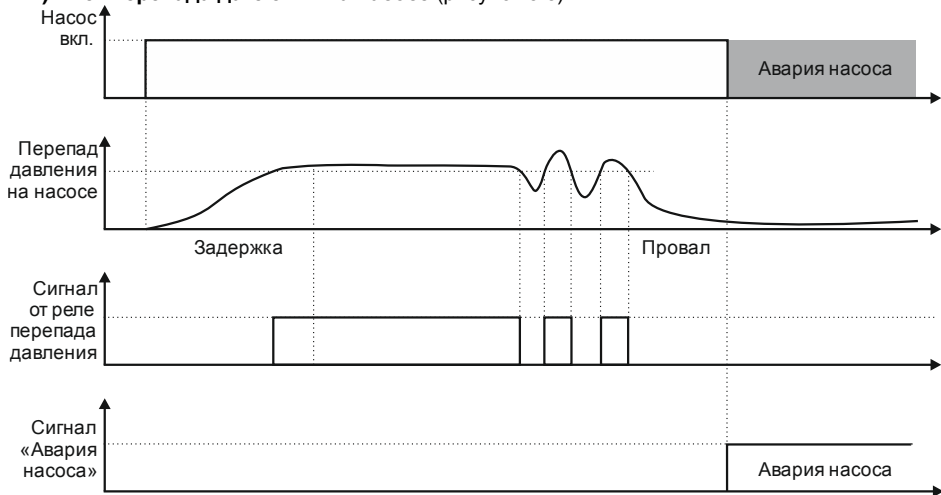 Насос
вкл.
Авария насоса
Перепад
давления
на насосе
Задержка
Провал
Сигнал
от реле
перепада
давления
Сигнал
«Авария
насоса»
Авария насоса